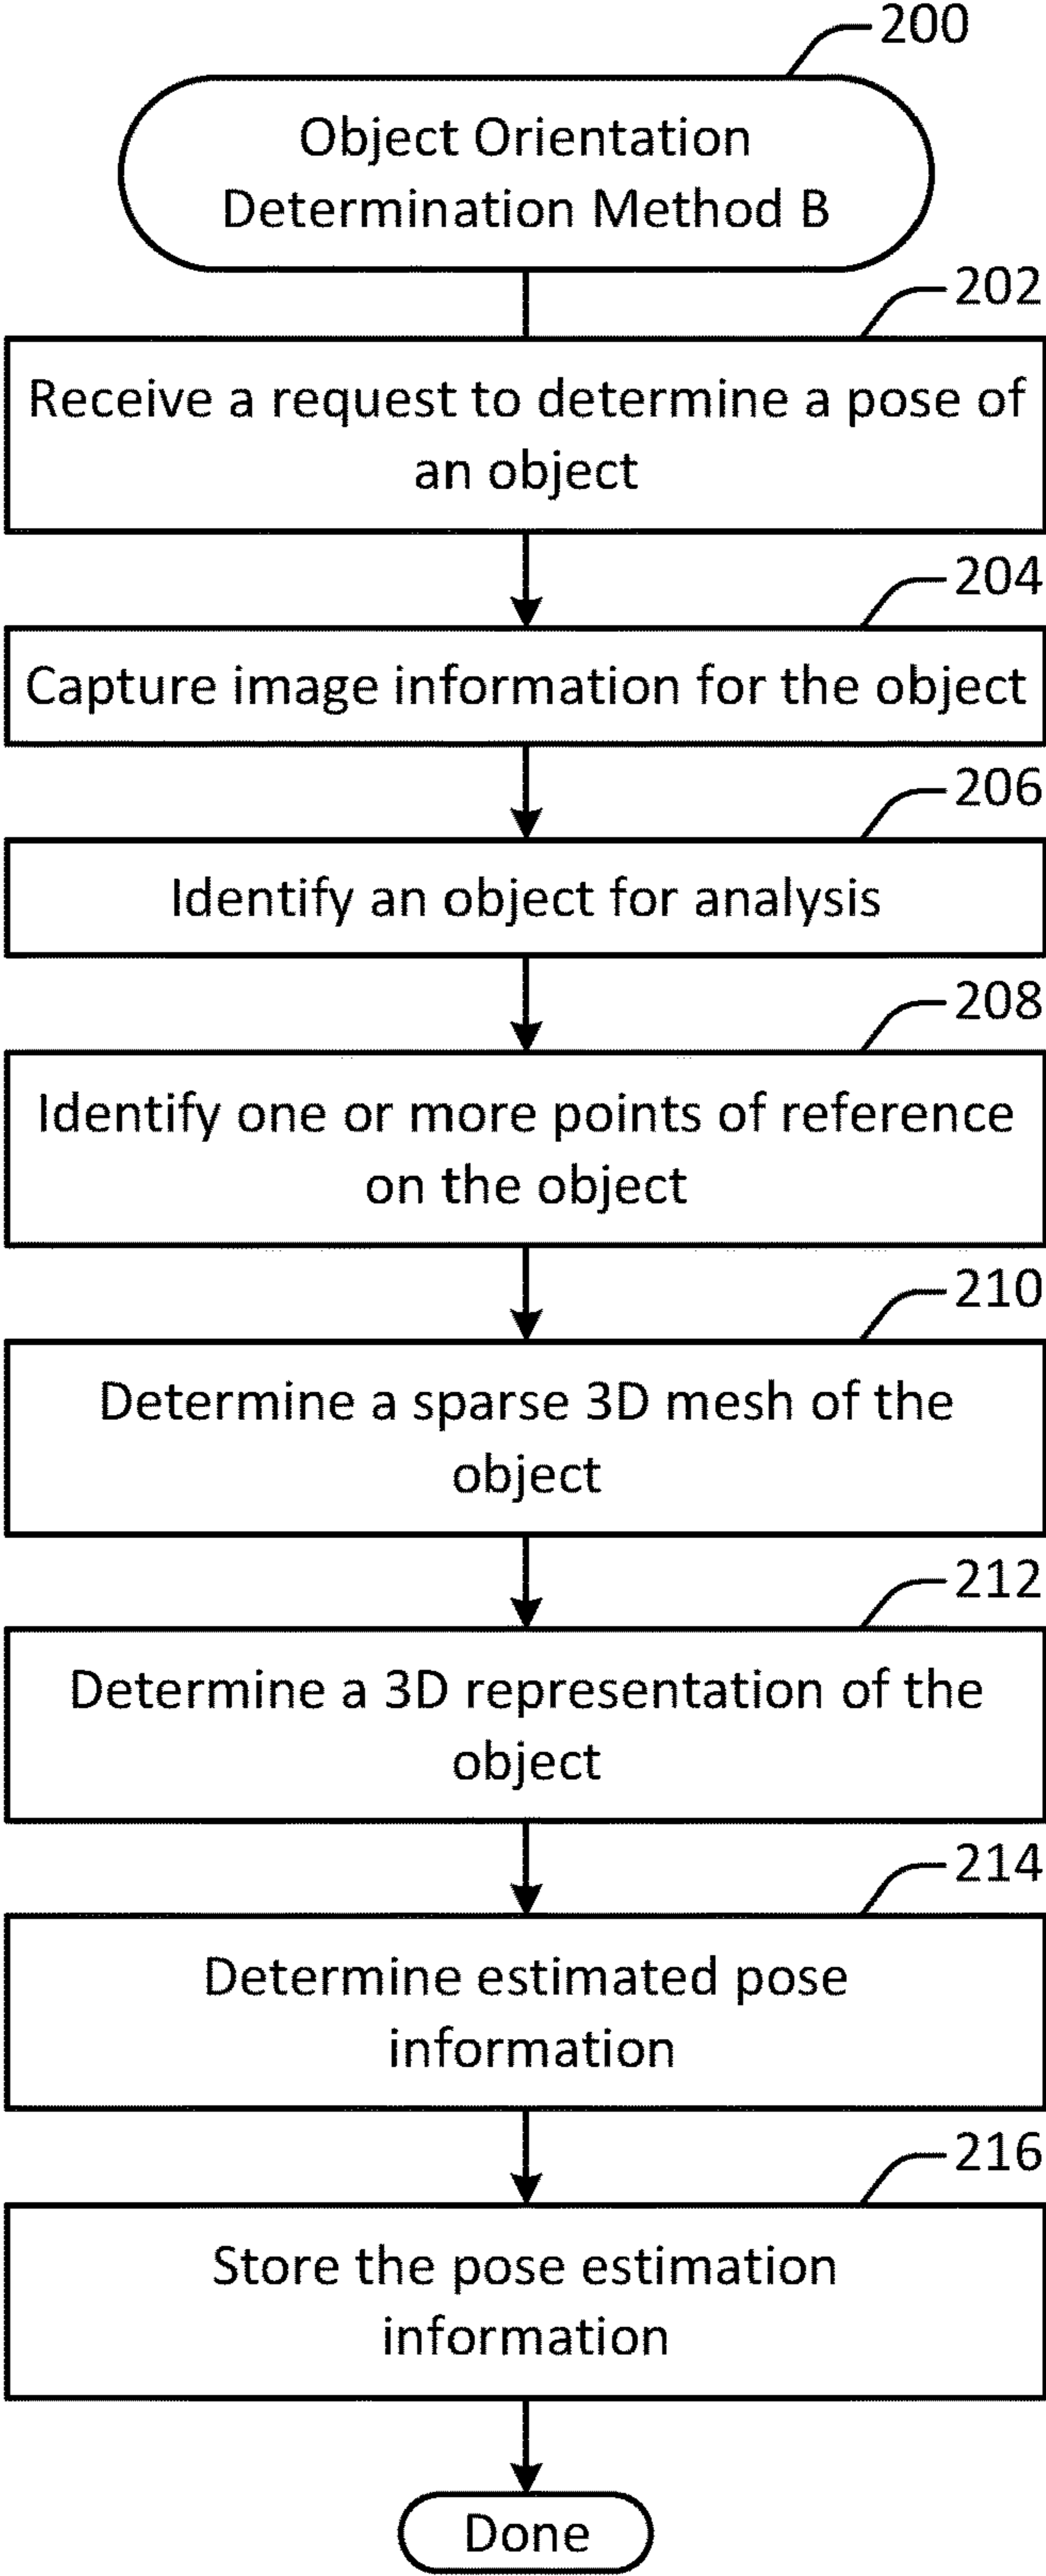 200
Object Orientation
Determination Method B
202
Receive a request to determine a pose of
an object
204
Capture image information for the object
206
Identify an object for analysis
208
Identify one or more points of reference
on the object
210
Determine a sparse 3D mesh of the
object
212
Determine a 3D representation of the
object
214
Determine estimated pose
information
216
Store the pose estimation
information
Done